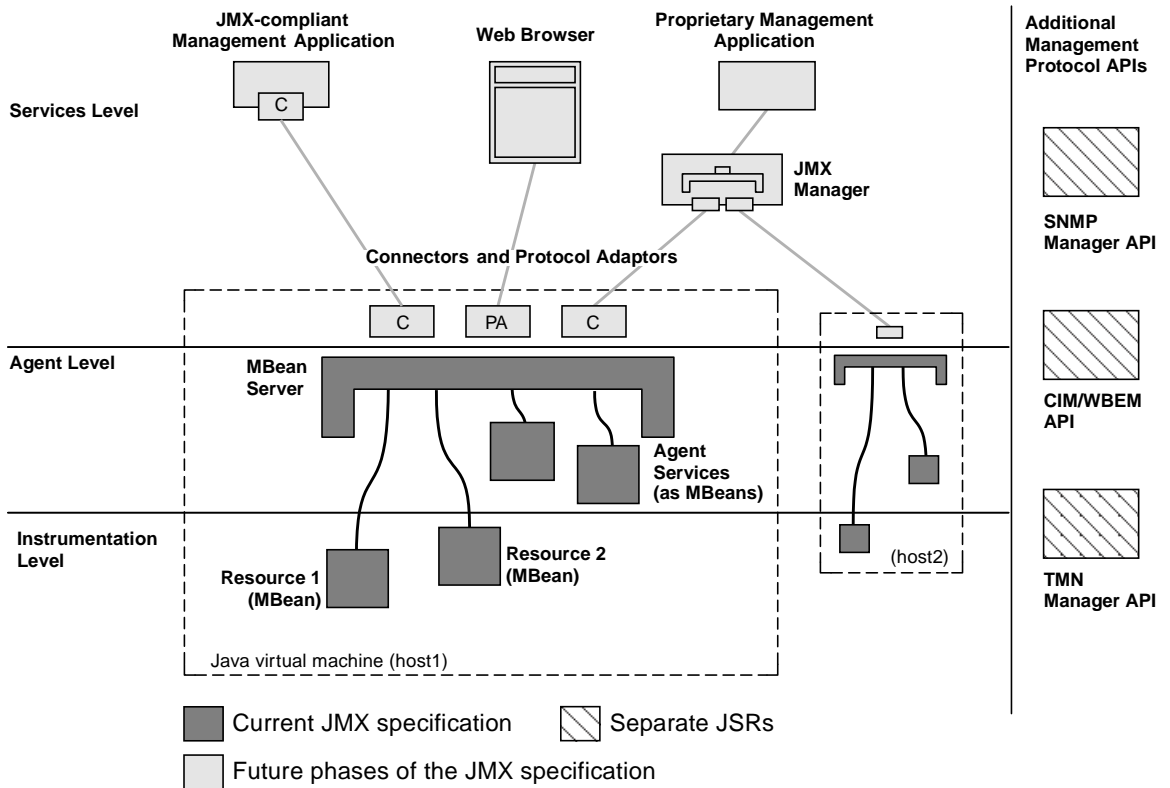 JMX-compliant
Management Application
Web Browser
Proprietary Management
Application
Additional
Management
Protocol APIs
Services Level
C
JMX
Manager
SNMP
Manager API
Connectors and Protocol Adaptors
C
PA
C
Agent Level
MBean
Server
CIM/WBEM
API
Agent
Services
(as MBeans)
Instrumentation
Level
Resource 1
(MBean)
Resource 2
(MBean)
(host2)
TMN
Manager API
Java virtual machine (host1)
Current JMX specification
Separate JSRs
Future phases of the JMX specification